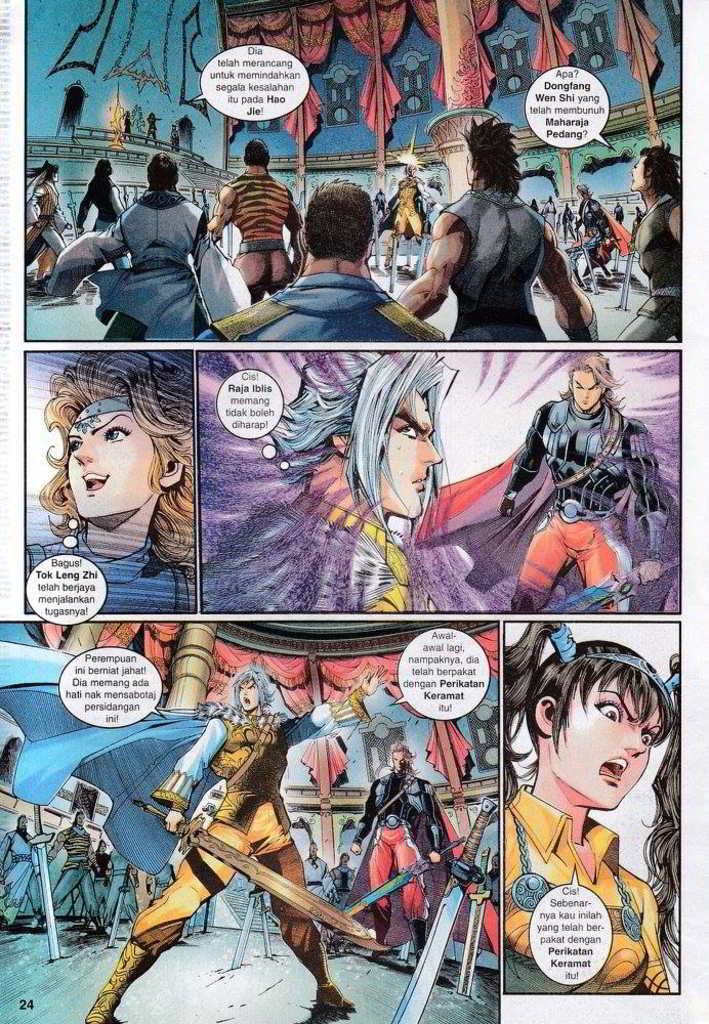 Dia
telah merancang
untuk memindahkan
segala kesalahan
itu pada Hao
Jie!
Apa?
Dongfang
Wen Shi yang
telah membunuh
Maharaja
Pedang?
Bagus!
Tok Leng Zhi
telah berjaya
menjalankan
tugasnya!
Cis!
Raja Iblis
memang
tidak boleh
diharap!
Perempuan
ini berniat jahat!
Dia memang ada
hati nak mensabotaj
persidangan
ini!
Awal-
awal lagi,
nampaknya, dia
telah berpakat
dengan Perikatan
Keramat
itu!
Cis!
Sebenar-
nya kau inilah
yang telah ber-
pakat dengan
Perikatan
Keramat
itu!
24